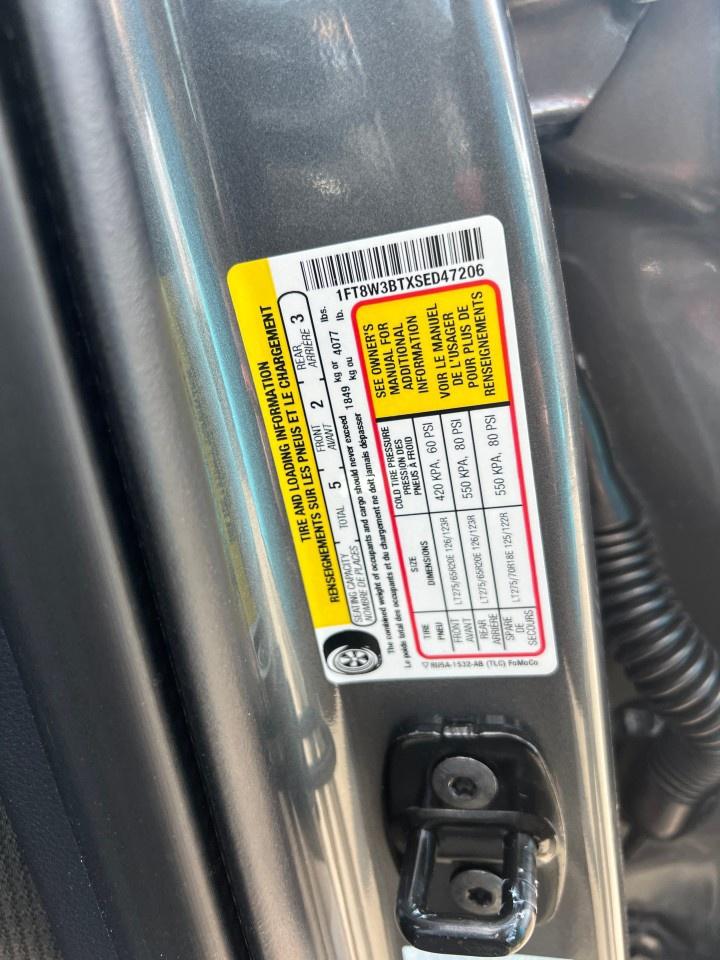 TIRE AND LOADING INFORMATION
RENSEIGNEMENTS SUR LES PNEUS ET LE CHARGEMENT
SEATING CAPACITY TOTAL 5 FRONT 2 REAR 3
NOMBRE DE PLACES AVANT ARRIÈRE
The combined weight of occupants and cargo should never exceed 1849 kg or 4077 lbs.
Le poids total des occupants et du chargement ne doit jamais dépasser kg ou lb.
1FT8W3BTXSED47206
TIRE SIZE COLD TIRE PRESSURE
PNEU DIMENSIONS PRESSION DES PNEUS À FROID
FRONT AVANT LT275/65R20E 126/123R 420 KPA, 60 PSI
REAR ARRIÈRE LT275/65R20E 126/123R 550 KPA, 80 PSI
SPARE DE SECOURS LT275/70R18E 125/122R 550 KPA, 80 PSI
SEE OWNER'S
MANUAL FOR
ADDITIONAL
INFORMATION
VOIR LE MANUEL
DE L'USAGER
POUR PLUS DE
RENSEIGNEMENTS
8U5A-1532-AB (TLC) FoMoCo